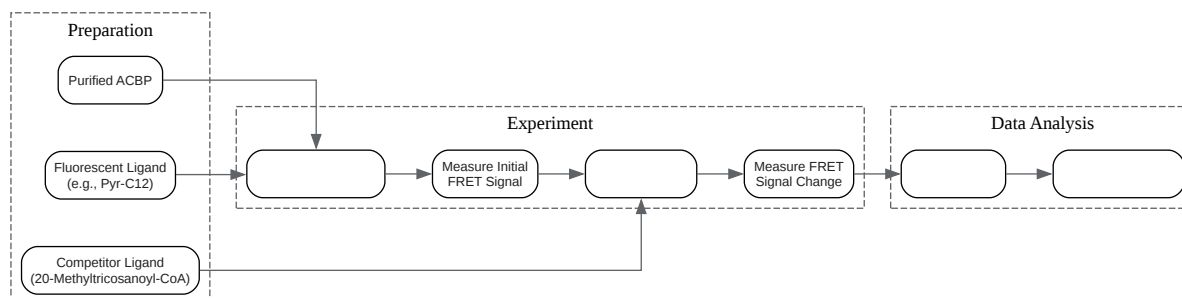 Preparation
Purified ACBP
Fluorescent Ligand
(e.g., Pyr-C12)
Competitor Ligand
(20-Methyltricosanoyl-CoA)
Experiment
Measure Initial
FRET Signal
Measure FRET
Signal Change
Data Analysis